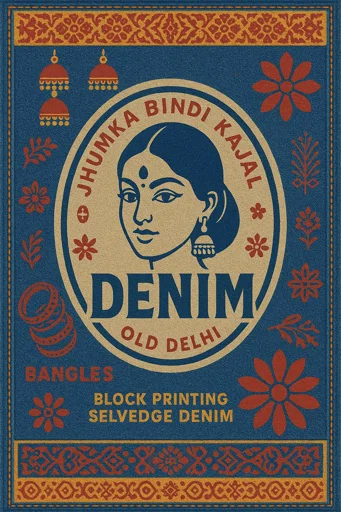 JHUMKA BINDI KAJAL
DENIM
OLD DELHI
BANGLES
BLOCK PRINTING
SELVEDGE DENIM